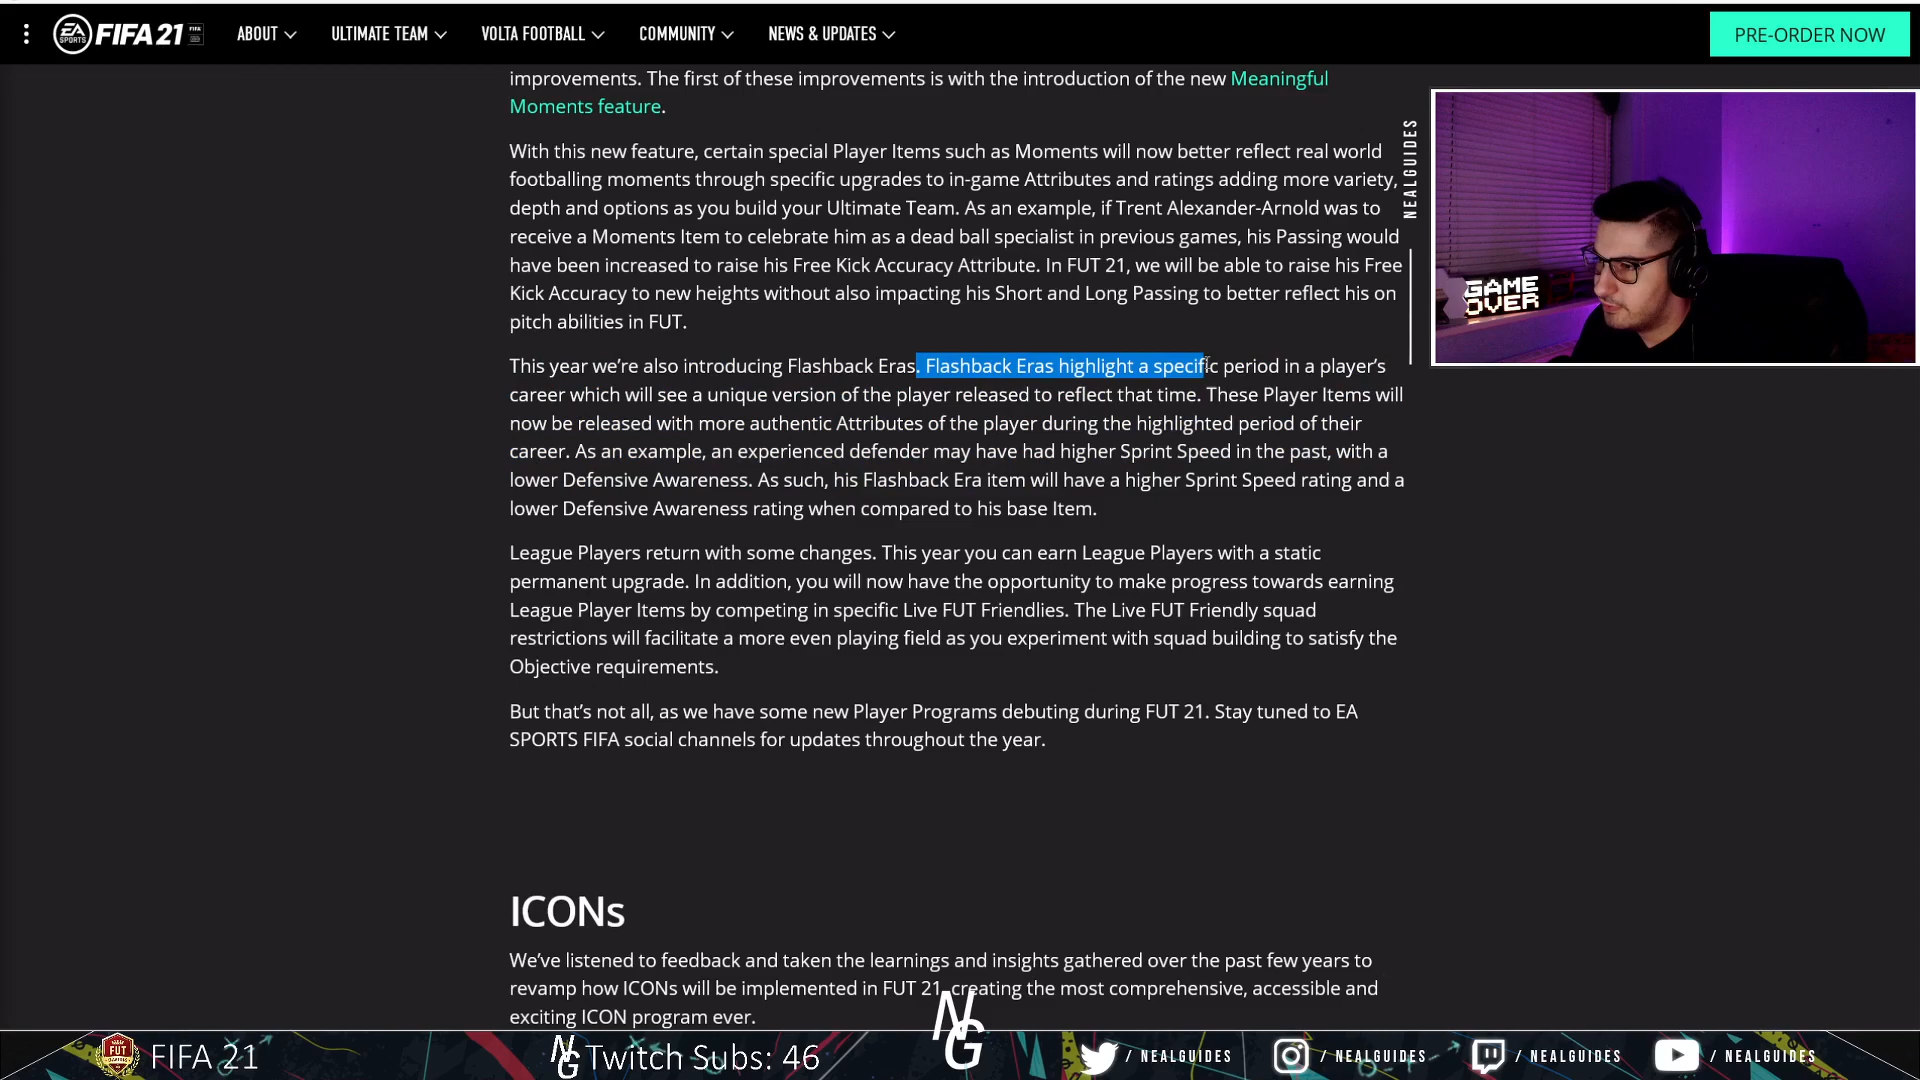 EA SPORTS FIFA 21 ABOUT ULTIMATE TEAM VOLTA FOOTBALL COMMUNITY NEWS & UPDATES PRE-ORDER NOW
improvements. The first of these improvements is with the introduction of the new Meaningful
Moments feature.
With this new feature, certain special Player Items such as Moments will now better reflect real world
footballing moments through specific upgrades to in-game Attributes and ratings adding more variety,
depth and options as you build your Ultimate Team. As an example, if Trent Alexander-Arnold was to
receive a Moments Item to celebrate him as a dead ball specialist in previous games, his Passing would
have been increased to raise his Free Kick Accuracy Attribute. In FUT 21, we will be able to raise his Free
Kick Accuracy to new heights without also impacting his Short and Long Passing to better reflect his on
pitch abilities in FUT.
This year we’re also introducing Flashback Eras. Flashback Eras highlight a specific period in a player’s
career which will see a unique version of the player released to reflect that time. These Player Items will
now be released with more authentic Attributes of the player during the highlighted period of their
career. As an example, an experienced defender may have had higher Sprint Speed in the past, with a
lower Defensive Awareness. As such, his Flashback Era item will have a higher Sprint Speed rating and a
lower Defensive Awareness rating when compared to his base Item.
League Players return with some changes. This year you can earn League Players with a static
permanent upgrade. In addition, you will now have the opportunity to make progress towards earning
League Player Items by competing in specific Live FUT Friendlies. The Live FUT Friendly squad
restrictions will facilitate a more even playing field as you experiment with squad building to satisfy the
Objective requirements.
But that’s not all, as we have some new Player Programs debuting during FUT 21. Stay tuned to EA
SPORTS FIFA social channels for updates throughout the year.
ICONs
We’ve listened to feedback and taken the learnings and insights gathered over the past few years to
revamp how ICONs will be implemented in FUT 21, creating the most comprehensive, accessible and
exciting ICON program ever.
NEALGUIDES
GAME
OVER
NG
FUT
FIFA 21
NG Twitch Subs: 46
/ NEALGUIDES
/ NEALGUIDES
/ NEALGUIDES
/ NEALGUIDES